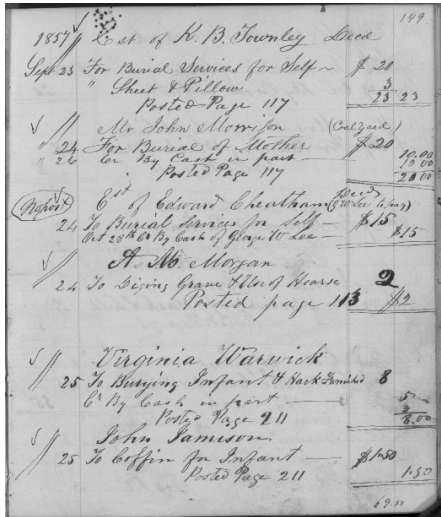 149
1857 Est of K. B. Townley Decd
Sept 23 For Burial Services for Self $20
" Sheet & Pillow 3
Posted Page 117 23 23
Mr John Morrison (Coal Yard)
" 24 For Burial of Mother $20
" 26 Cr By Cash in part 10.00
10.00
Posted Page 117 20.00
Est of Edward Cheatham (Decd)
24 To Burial Services for Self $15
Oct 28th Cr By Cash of George W Lee $15
A. M. Morgan
24 To Diging Grave & Use of Hearse 2
Posted page 113 $2
Virginia Warwick
25 To Burying Infant & Hack Furnished 8
Cr By Cash in part 5
3
Posted Page 211 8.00
John Jamison
25 To Coffin for Infant $1.50
Posted Page 211 1.50
69.50